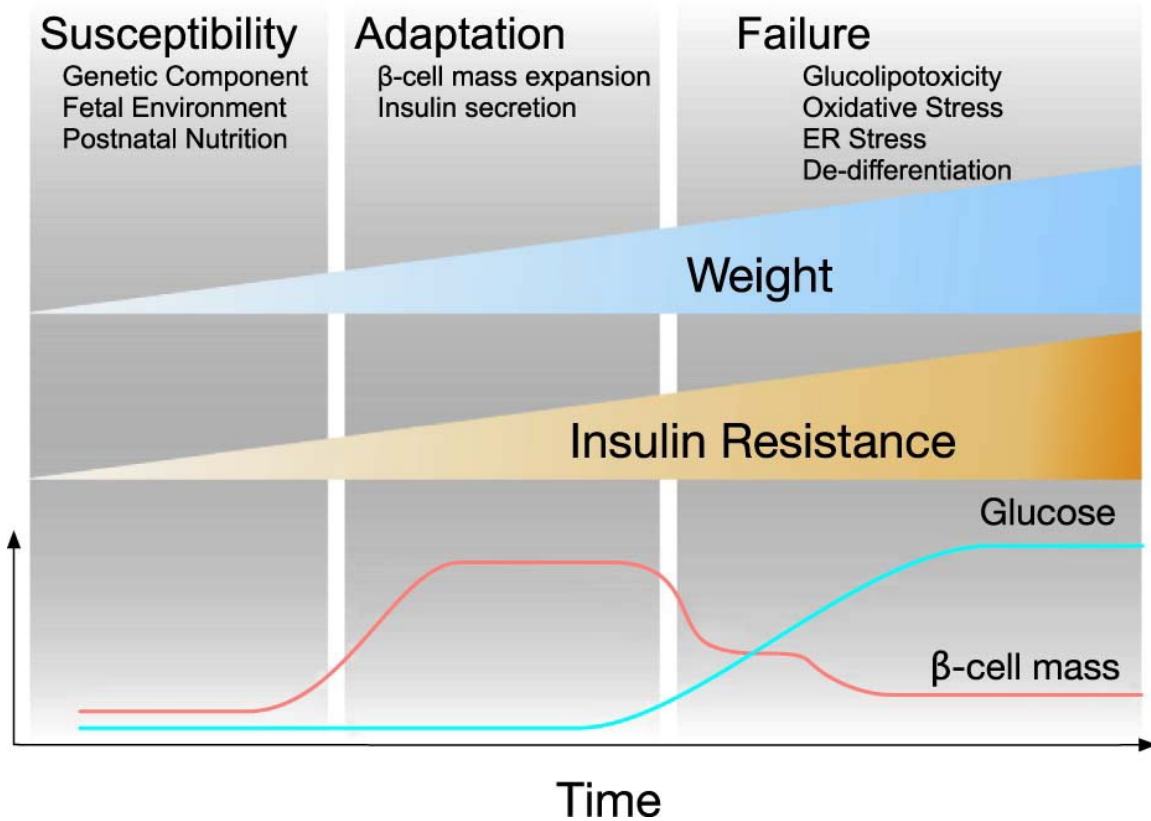 Susceptibility
Genetic Component
Fetal Environment
Postnatal Nutrition
Adaptation
β-cell mass expansion
Insulin secretion
Failure
Glucolipotoxicity
Oxidative Stress
ER Stress
De-differentiation
Weight
Insulin Resistance
Glucose
β-cell mass
Time